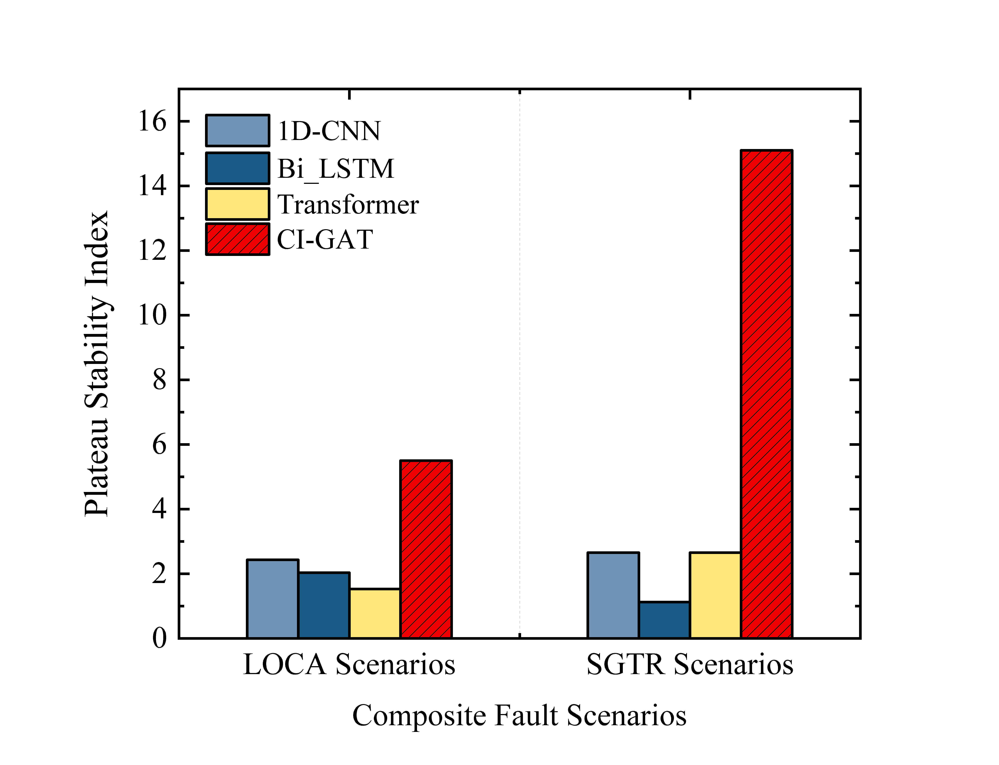 Plateau Stability Index
16
14
12
10
8
6
4
2
0
1D-CNN
Bi_LSTM
Transformer
CI-GAT
LOCA Scenarios
SGTR Scenarios
Composite Fault Scenarios